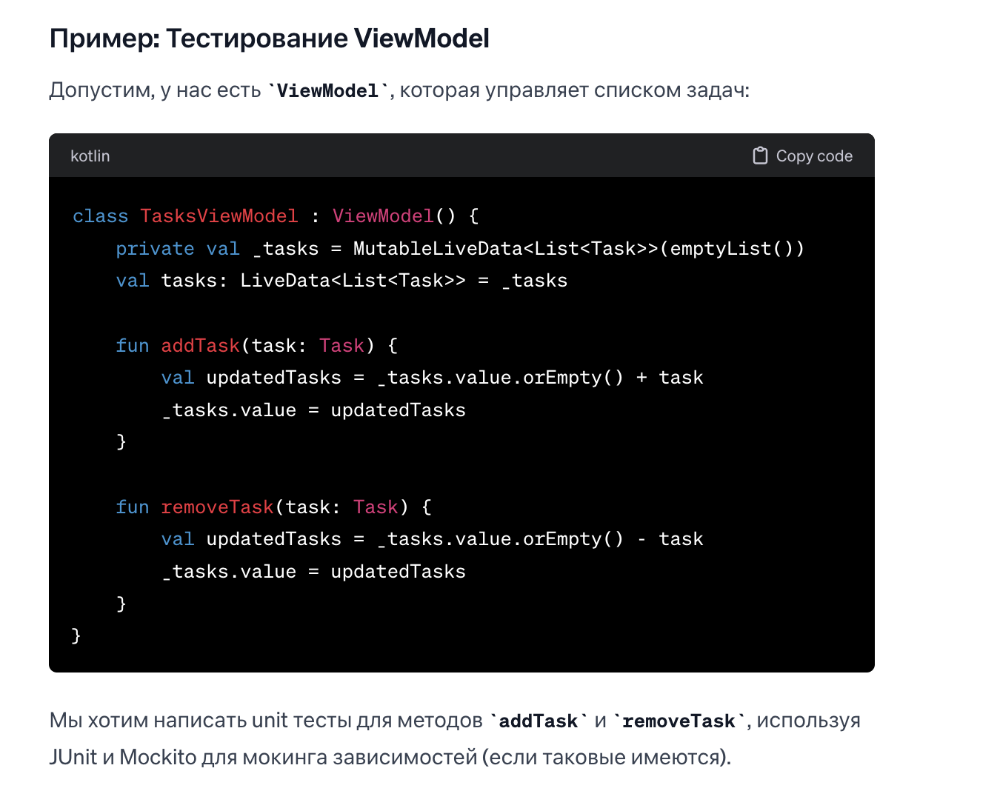 Пример: Тестирование ViewModel
Допустим, у нас есть `ViewModel`, которая управляет списком задач:
kotlin
Copy code
class TasksViewModel : ViewModel() {
    private val _tasks = MutableLiveData<List<Task>>(emptyList())
    val tasks: LiveData<List<Task>> = _tasks
    fun addTask(task: Task) {
        val updatedTasks = _tasks.value.orEmpty() + task
        _tasks.value = updatedTasks
    }
    fun removeTask(task: Task) {
        val updatedTasks = _tasks.value.orEmpty() - task
        _tasks.value = updatedTasks
    }
}
Мы хотим написать unit тесты для методов `addTask` и `removeTask`, используя
JUnit и Mockito для мокинга зависимостей (если таковые имеются).